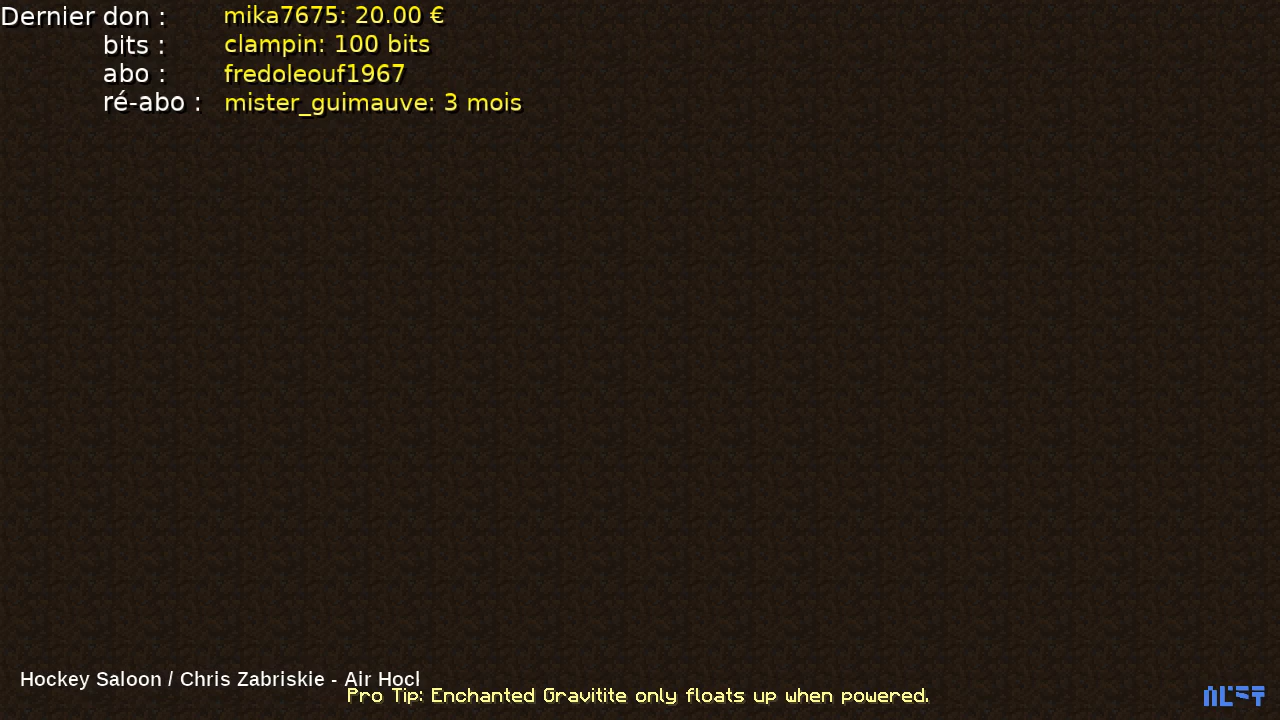 Dernier don : mika7675: 20.00 €
bits : clampin: 100 bits
abo : fredoleouf1967
ré-abo : mister_guimauve: 3 mois
Hockey Saloon / Chris Zabriskie - Air Hocl
Pro Tip: Enchanted Gravitite only floats up when powered.